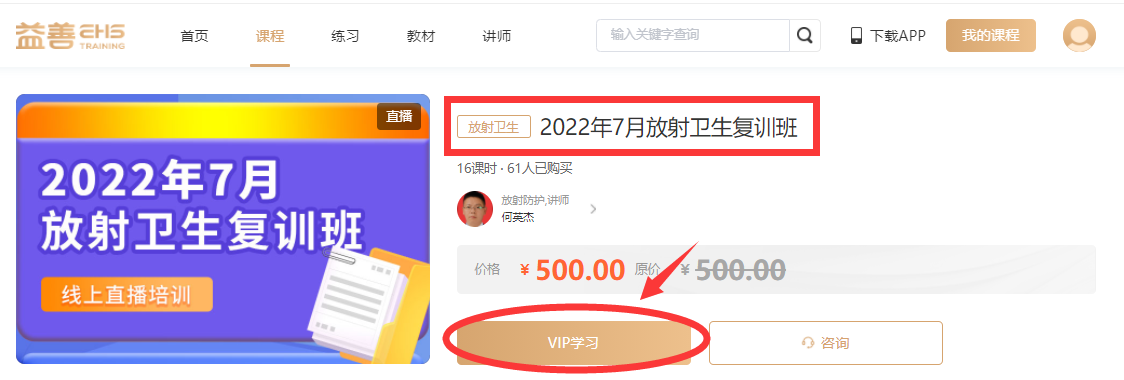 益善 EHS TRAINING
首页 课程 练习 教材 讲师 输入关键字查询 下载APP 我的课程
直播
2022年7月
放射卫生复训班
线上直播培训
放射卫生 2022年7月放射卫生复训班
16课时 · 61人已购买
放射防护,讲师
何英杰
价格 ¥ 500.00 原价 ¥ 500.00
VIP学习 咨询